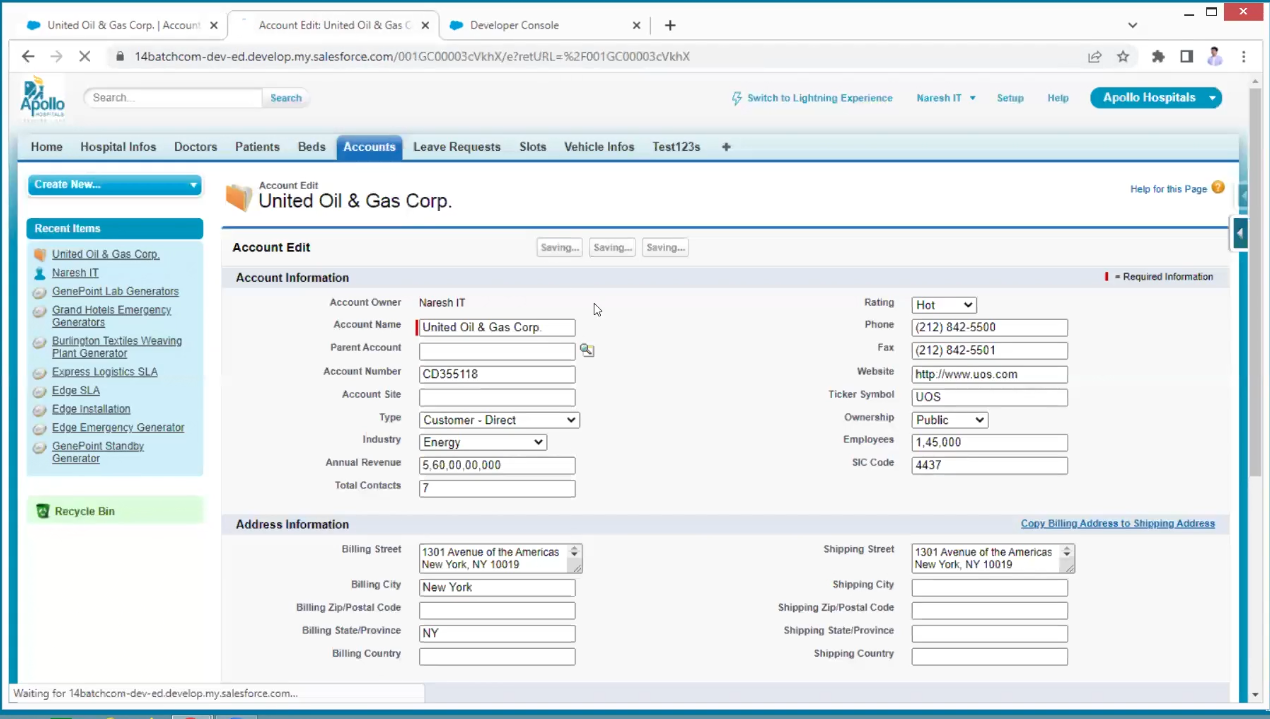 United Oil & Gas Corp. | Account
Account Edit: United Oil & Gas C
Developer Console
14batchcom-dev-ed.develop.my.salesforce.com/001GC00003cVkhX/e?retURL=%2F001GC00003cVkhX
Apollo
HOSPITALS
Search...
Search
Switch to Lightning Experience
Naresh IT
Setup
Help
Apollo Hospitals
Home
Hospital Infos
Doctors
Patients
Beds
Accounts
Leave Requests
Slots
Vehicle Infos
Test123s
Create New...
Recent Items
United Oil & Gas Corp.
Naresh IT
GenePoint Lab Generators
Grand Hotels Emergency
Generators
Burlington Textiles Weaving
Plant Generator
Express Logistics SLA
Edge SLA
Edge Installation
Edge Emergency Generator
GenePoint Standby
Generator
Recycle Bin
Account Edit
United Oil & Gas Corp.
Help for this Page
Account Edit
Saving...
Saving...
Saving...
Account Information
= Required Information
Account Owner Naresh IT
Account Name United Oil & Gas Corp.
Parent Account
Account Number CD355118
Account Site
Type Customer - Direct
Industry Energy
Annual Revenue 5,60,00,00,000
Total Contacts 7
Rating Hot
Phone (212) 842-5500
Fax (212) 842-5501
Website http://www.uos.com
Ticker Symbol UOS
Ownership Public
Employees 1,45,000
SIC Code 4437
Address Information
Copy Billing Address to Shipping Address
Billing Street 1301 Avenue of the Americas
New York, NY 10019
Billing City New York
Billing Zip/Postal Code
Billing State/Province NY
Billing Country
Shipping Street 1301 Avenue of the Americas
New York, NY 10019
Shipping City
Shipping Zip/Postal Code
Shipping State/Province
Shipping Country
Waiting for 14batchcom-dev-ed.develop.my.salesforce.com...